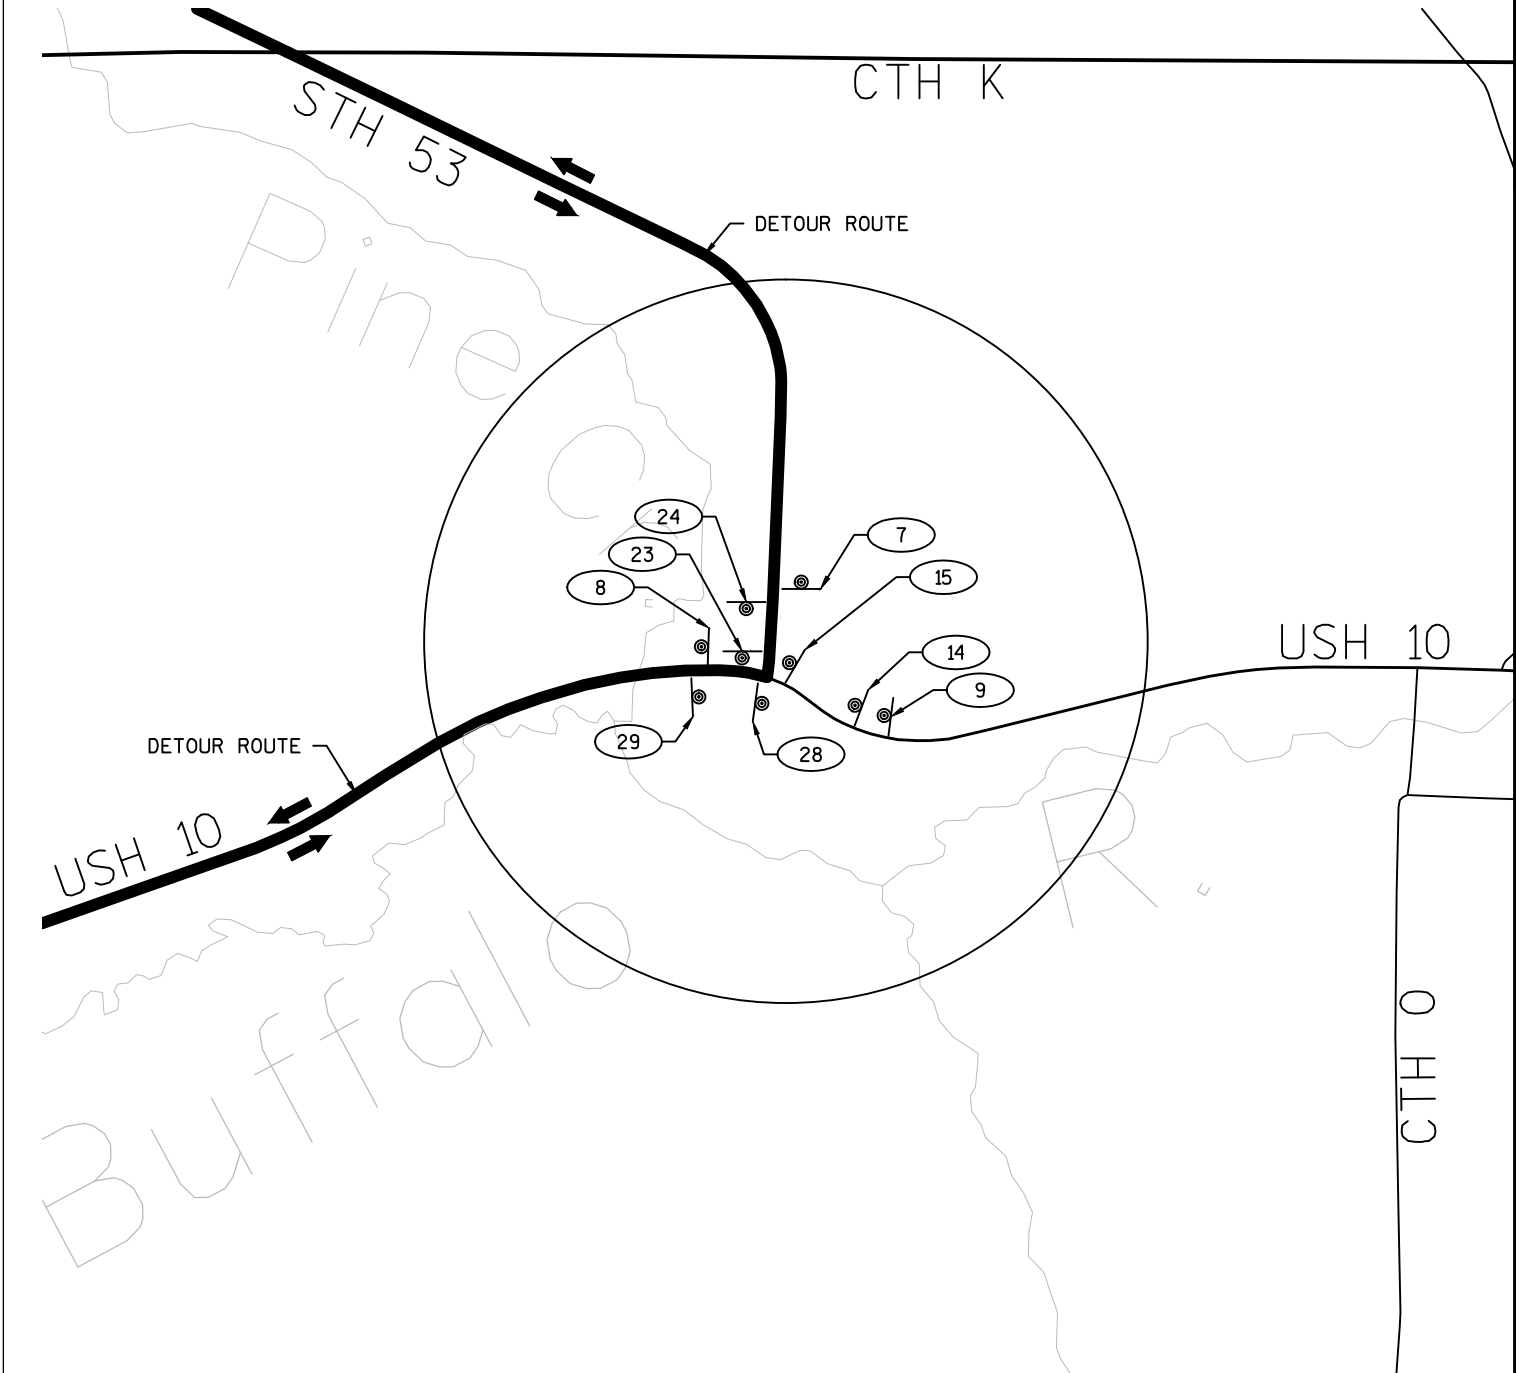 CTH K
STH 53
DETOUR ROUTE
Pine C
r.
24
7
23
15
8
14
9
29
28
USH 10
DETOUR ROUTE
USH 10
Buffalo R.
CTH O